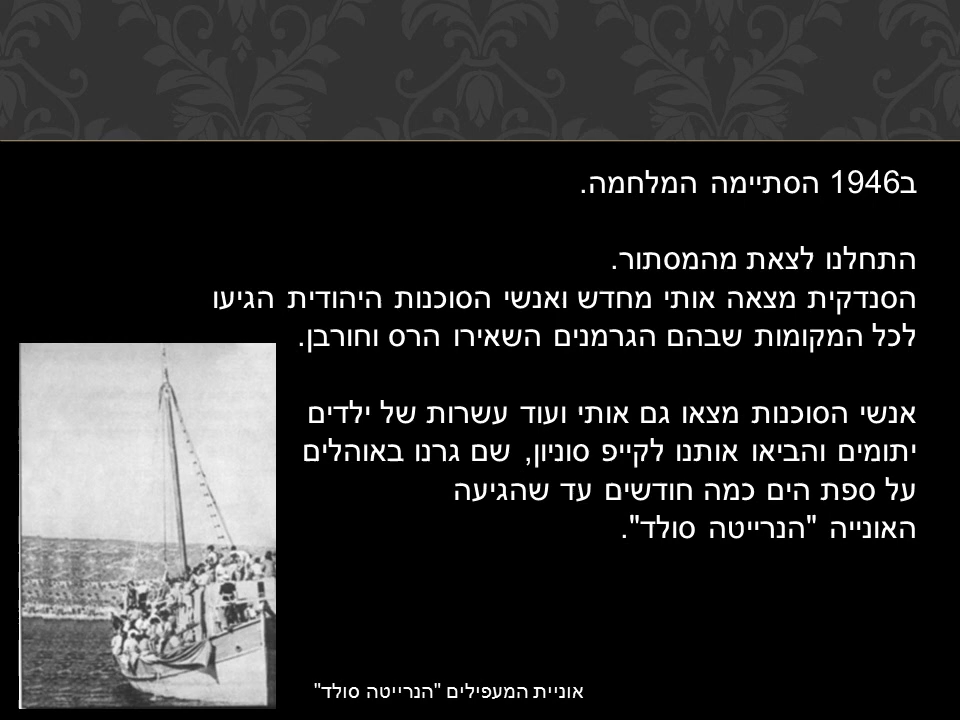 ב1946 הסתיימה המלחמה.
התחלנו לצאת מהמסתור.
הסנדקית מצאה אותי מחדש ואנשי הסוכנות היהודית הגיעו
לכל המקומות שבהם הגרמנים השאירו הרס וחורבן.
אנשי הסוכנות מצאו גם אותי ועוד עשרות של ילדים
יתומים והביאו אותנו לקייפ סוניון, שם גרנו באוהלים
על ספת הים כמה חודשים עד שהגיעה
האונייה "הנרייטה סולד".
אוניית המעפילים "הנרייטה סולד"